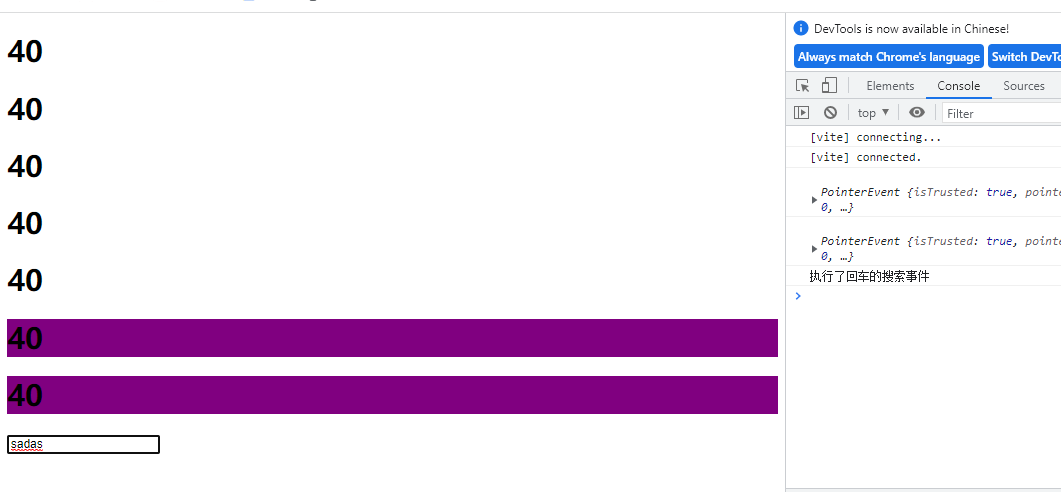 40
40
40
40
40
40
40
sadas
DevTools is now available in Chinese!
Always match Chrome's language
Switch DevTo
Elements
Console
Sources
top ▼
Filter
[vite] connecting...
[vite] connected.
PointerEvent {isTrusted: true, pointe
0, …}
PointerEvent {isTrusted: true, pointe
0, …}
执行了回车的搜索事件